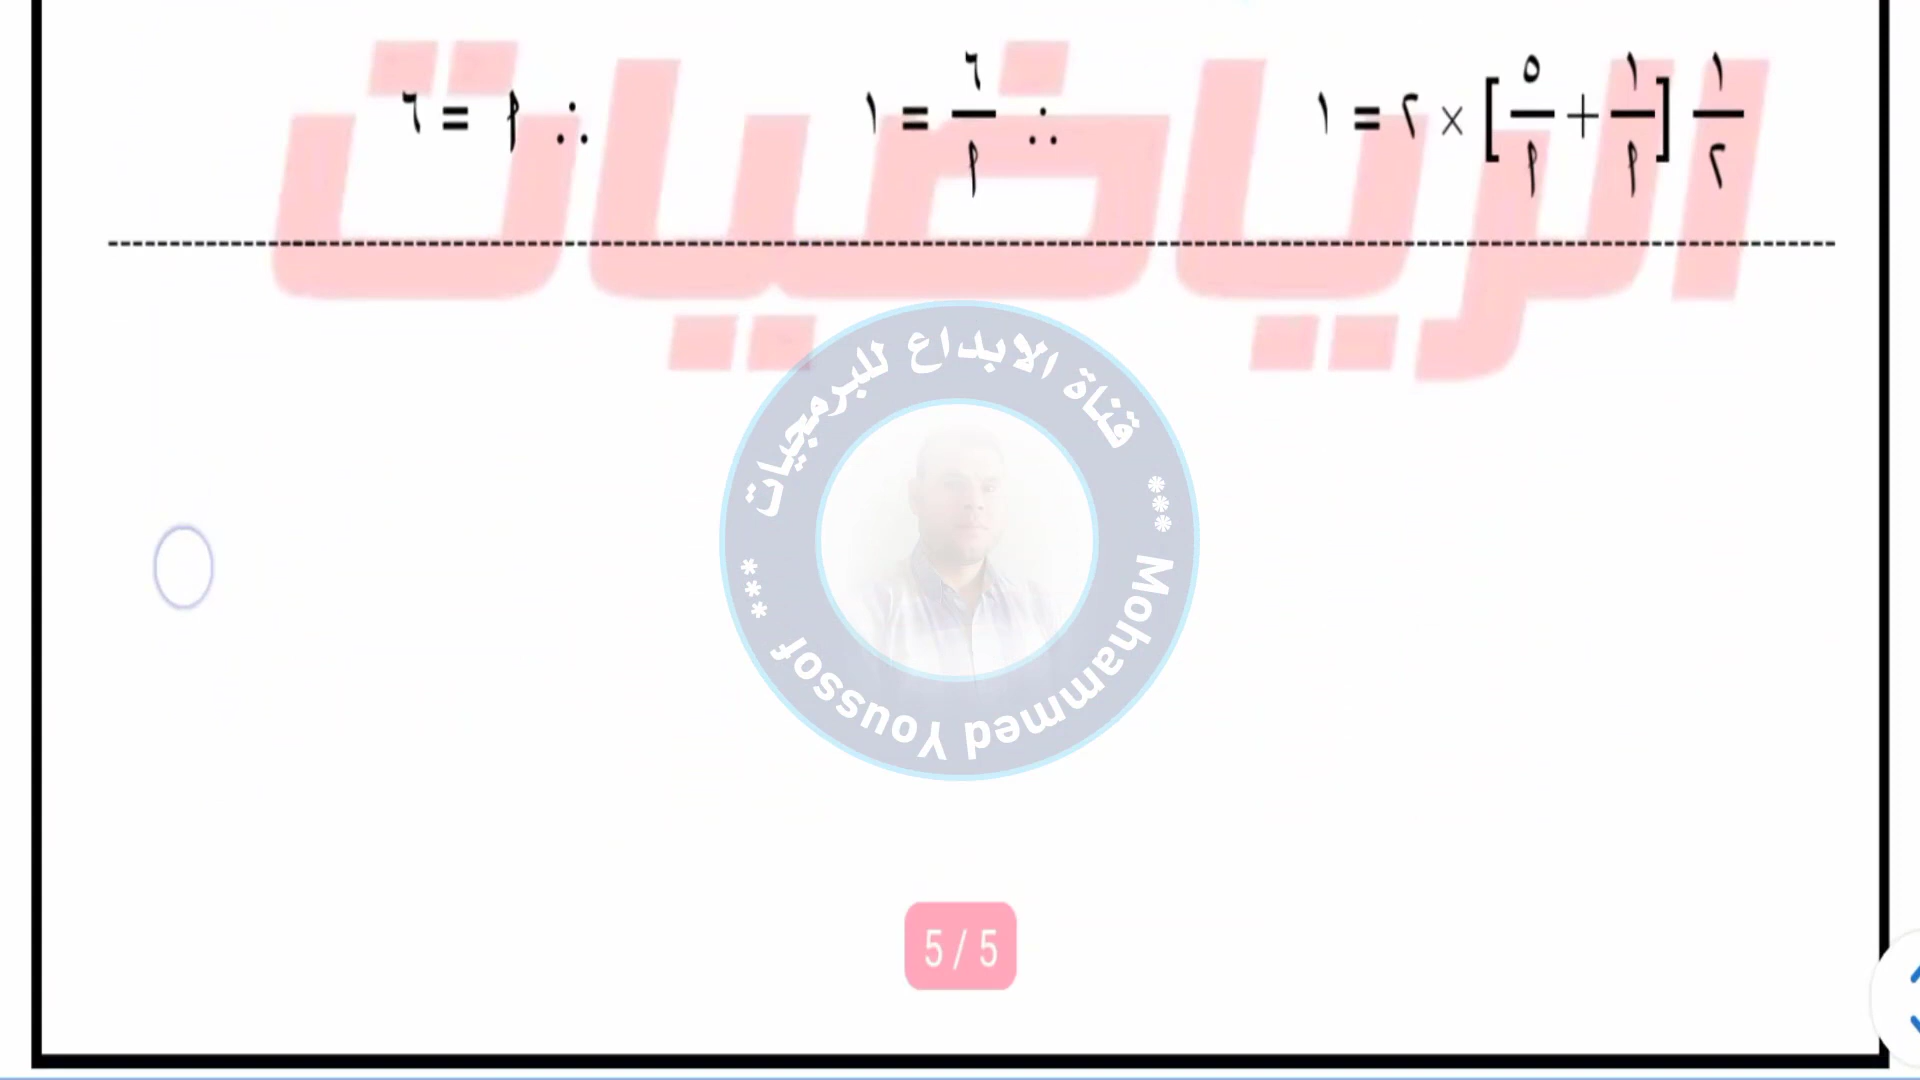 ١/٢ [١/أ + ٥/أ] × ٢ = ١ ∴ ٦/أ = ١ ∴ أ = ٦
الرياضيات
قناة الابداع للبرمجيات
*** Mohammed Youssof ***
5 / 5